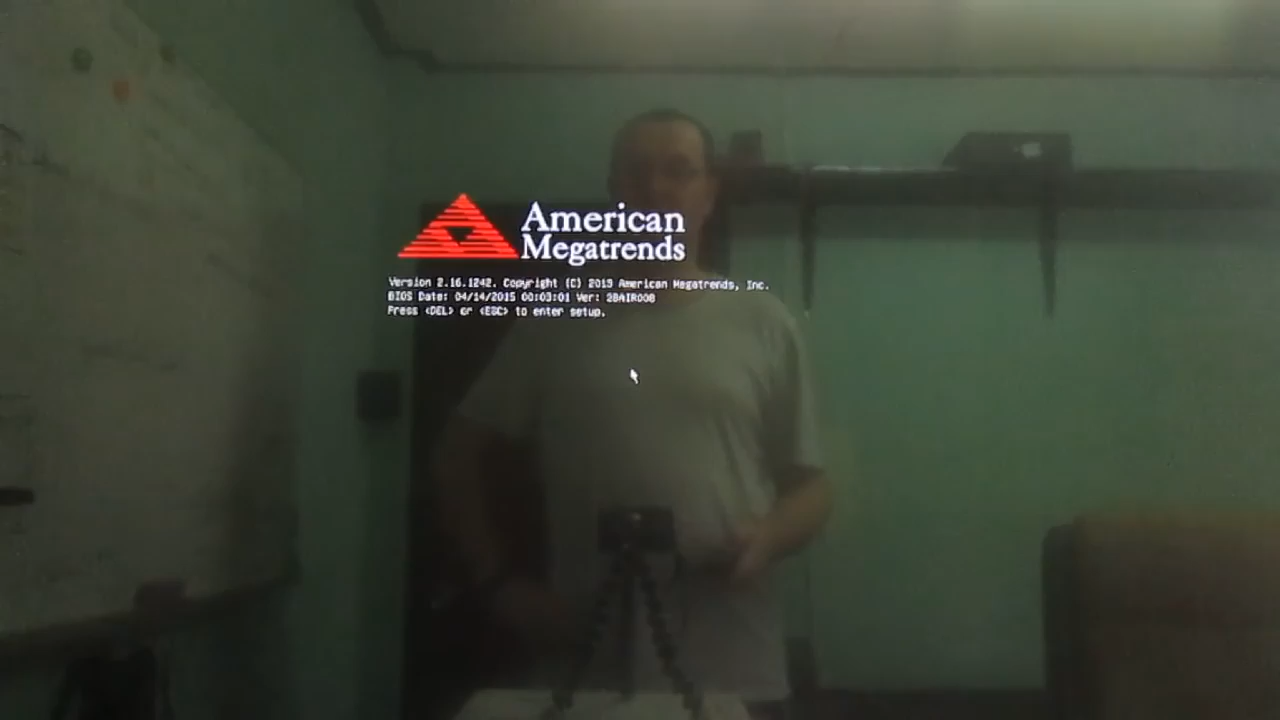 American
Megatrends
Version 2.16.1242. Copyright (C) 2013 American Megatrends, Inc.
BIOS Date: 04/14/2015 00:03:01 Ver: 2BAIR008
Press <DEL> or <ESC> to enter setup.